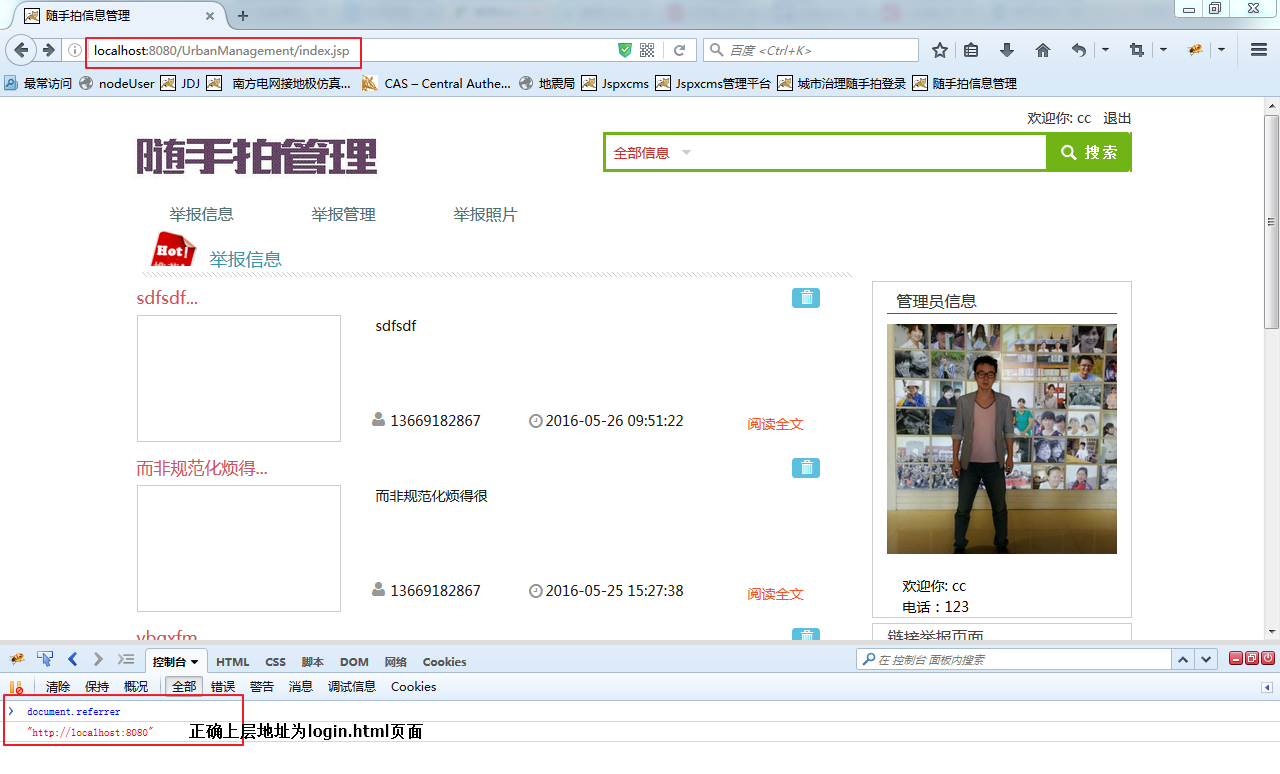 随手拍信息管理
localhost:8080/UrbanManagement/index.jsp
百度 <Ctrl+K>
最常访问 nodeUser JDJ 南方电网接地极仿真... CAS – Central Authe... 地震局 Jspxcms Jspxcms管理平台 城市治理随手拍登录 随手拍信息管理
欢迎你: cc 退出
随手拍管理
全部信息 搜索
举报信息 举报管理 举报照片
Hot!
举报信息
sdfsdf...
sdfsdf
13669182867 2016-05-26 09:51:22 阅读全文
而非规范化烦得...
而非规范化烦得很
13669182867 2016-05-25 15:27:38 阅读全文
管理员信息
欢迎你: cc
电话：123
链接举报页面
控制台 HTML CSS 脚本 DOM 网络 Cookies
在 控制台 面板内搜索
清除 保持 概况 全部 错误 警告 消息 调试信息 Cookies
document.referrer
"http://localhost:8080"
正确上层地址为login.html页面